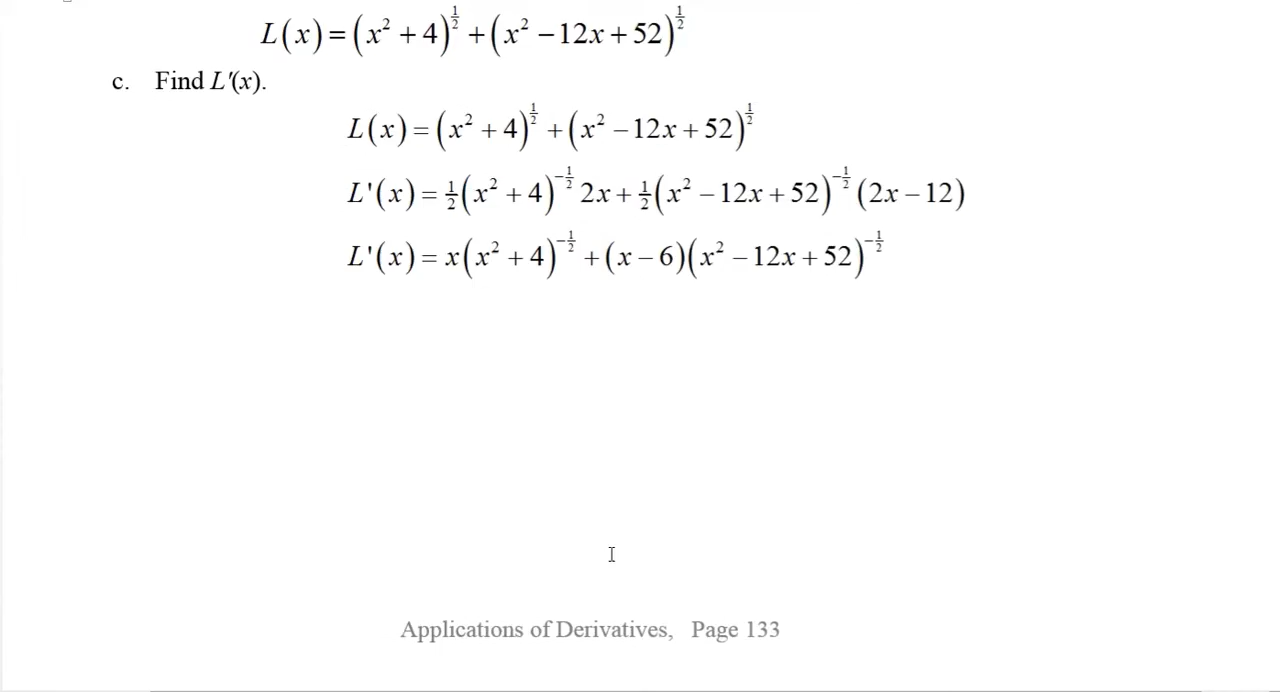 L(x) = (x² + 4)^(1/2) + (x² − 12x + 52)^(1/2)
c. Find L'(x).
L(x) = (x² + 4)^(1/2) + (x² − 12x + 52)^(1/2)
L'(x) = ½(x² + 4)^(−1/2) 2x + ½(x² − 12x + 52)^(−1/2) (2x − 12)
L'(x) = x(x² + 4)^(−1/2) + (x − 6)(x² − 12x + 52)^(−1/2)
Applications of Derivatives, Page 133